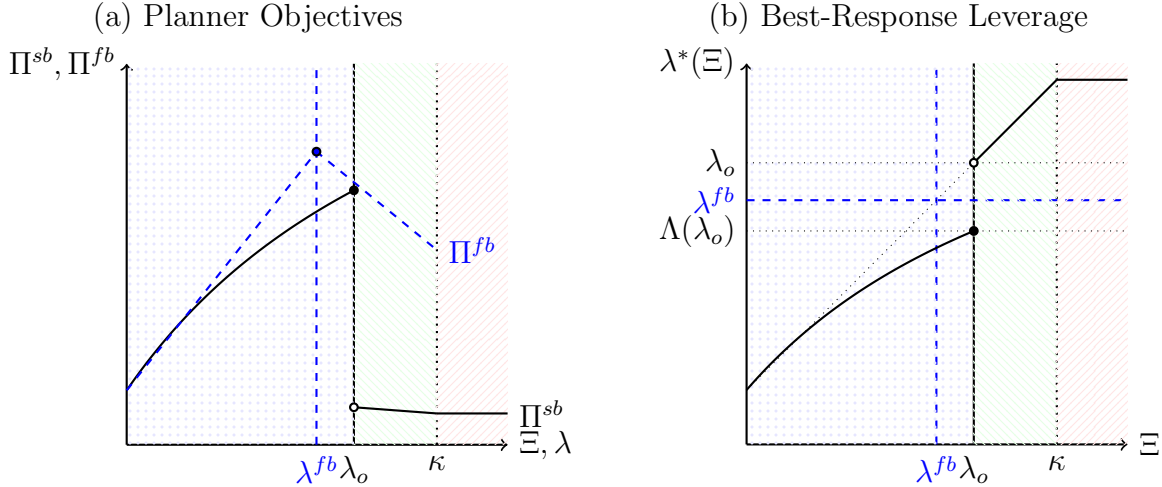 (a) Planner Objectives
Π^{sb}, Π^{fb}
Π^{fb}
Π^{sb}
Ξ, λ
λ^{fb} λ_o κ
(b) Best-Response Leverage
λ*(Ξ)
λ_o
λ^{fb}
Λ(λ_o)
λ^{fb} λ_o κ Ξ